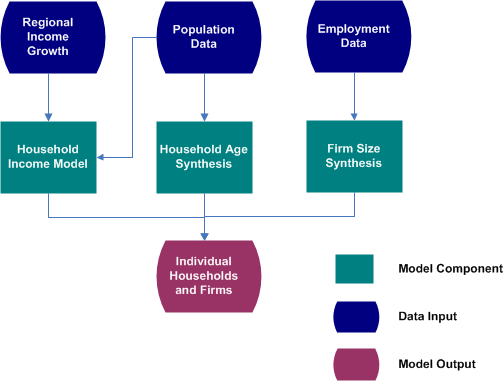 Regional
Income
Growth
Population
Data
Employment
Data
Household
Income Model
Household Age
Synthesis
Firm Size
Synthesis
Individual
Households
and Firms
Model Component
Data Input
Model Output